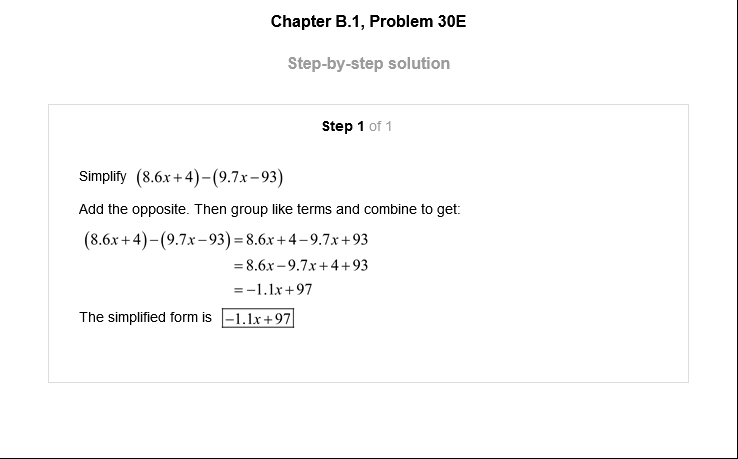 Chapter B.1, Problem 30E
Step-by-step solution
Step 1 of 1
Simplify (8.6x+4)−(9.7x−93)
Add the opposite. Then group like terms and combine to get:
(8.6x+4)−(9.7x−93)=8.6x+4−9.7x+93
=8.6x−9.7x+4+93
=−1.1x+97
The simplified form is −1.1x+97